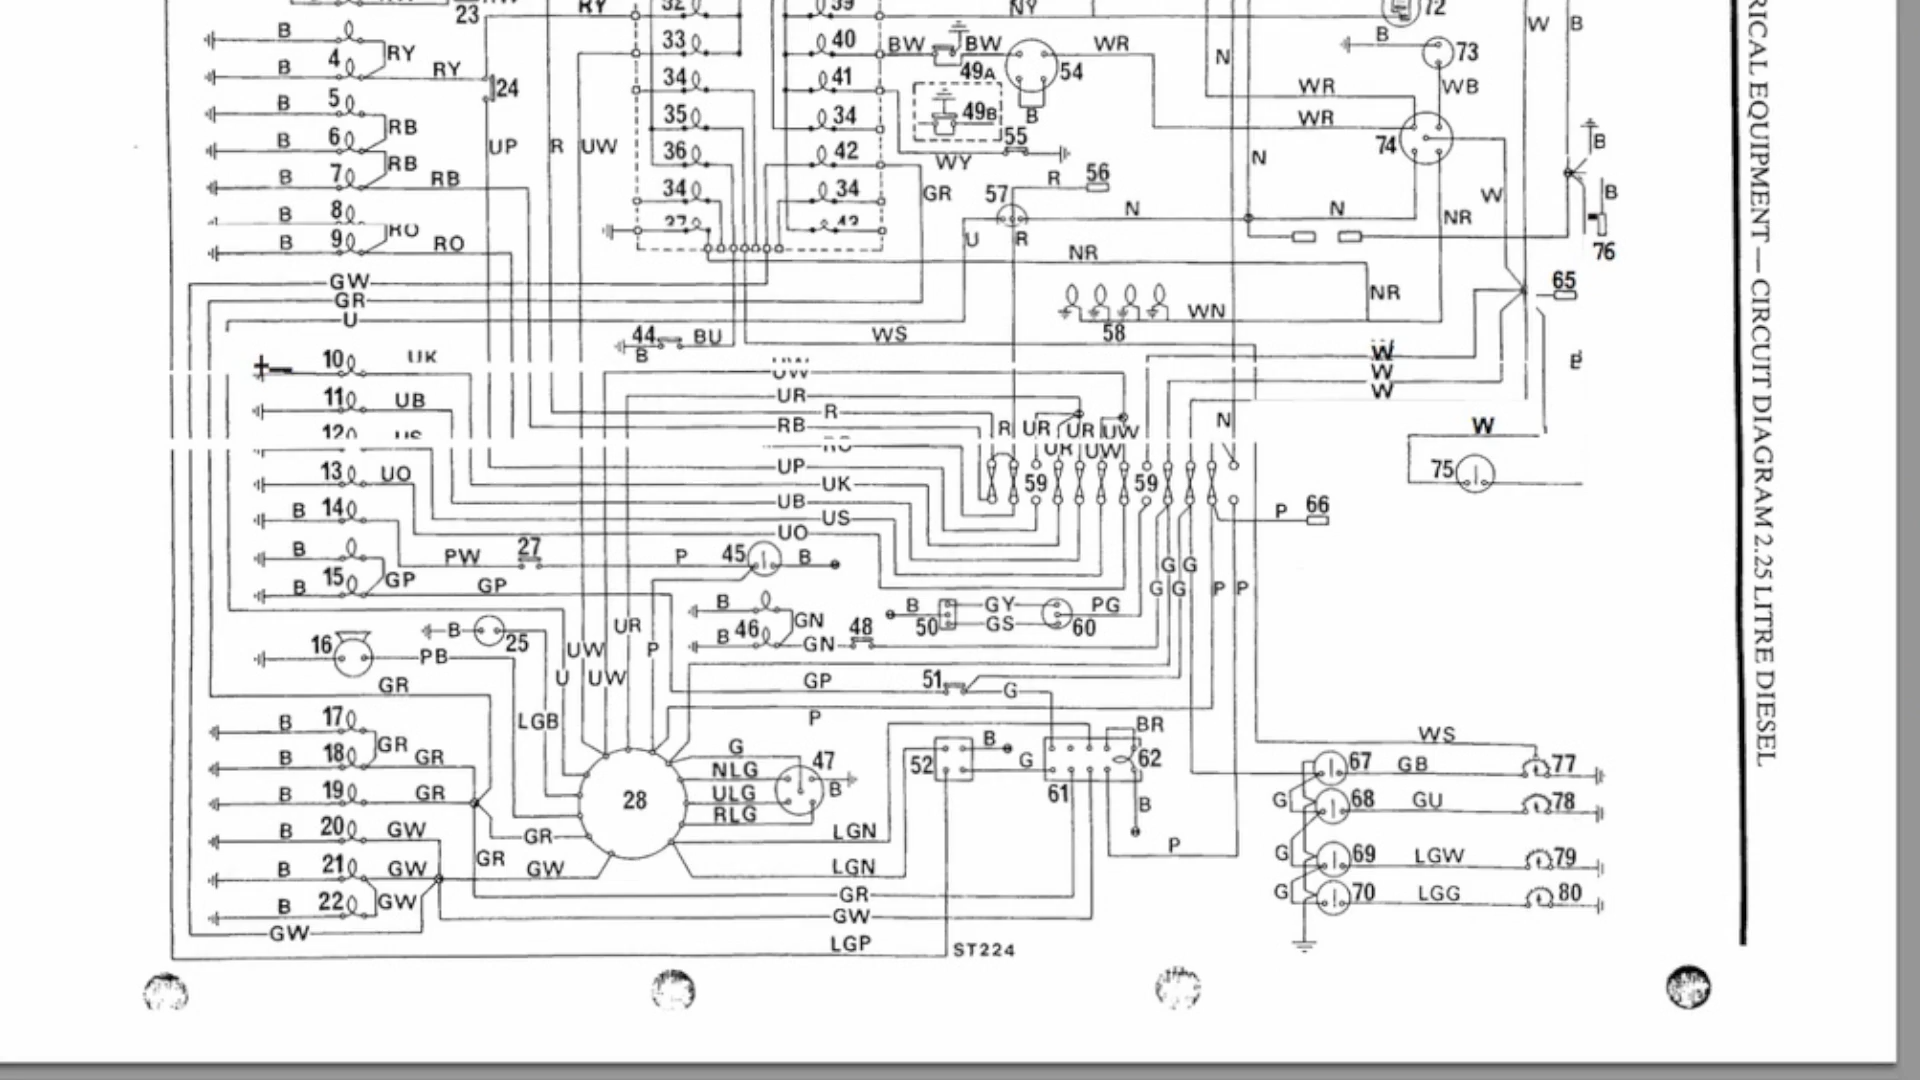 23 RY 32 39 NY 72
B 33 40 BW BW WR B 73 W B
4 RY
B RY 24 34 41 49A 54 N WR WB
B 5 RB 35 34 49B B WR 74
B 6 RB UP R UW 36 42 WY 55 N B
B 7 RB 34 34 GR R 56 W B
B 8 57 N N NR 76
B 9 RO U R NR
GW
GR
U
65
NR
WN
58
44 BU WS
B
10 UK UW W
W
11 UB UR W
R
RB R UR UR UW N W
12 UR UW
13 UO UP 75
UK 59 59
B 14 UB P 66
US
UO
B PW 27 P 45 B G G
B 15 GP GP G G P P
B B GY PG
B 25 UR B 46 GN 50 GS 60
16 PB UW P GN 48
U UW
GR GP 51 G
LGB P BR WS
B 17 GR G 47 B 52 G 62 67 GB 77
B 18 GR NLG B 61 G 68 GU 78
B 19 GR 28 ULG B
RLG
B 20 GW GR LGN P G 69 LGW 79
B 21 GW GR GW LGN G 70 LGG 80
B 22 GW GR
GW GW
LGP ST224
RICAL EQUIPMENT — CIRCUIT DIAGRAM 2.25 LITRE DIESEL